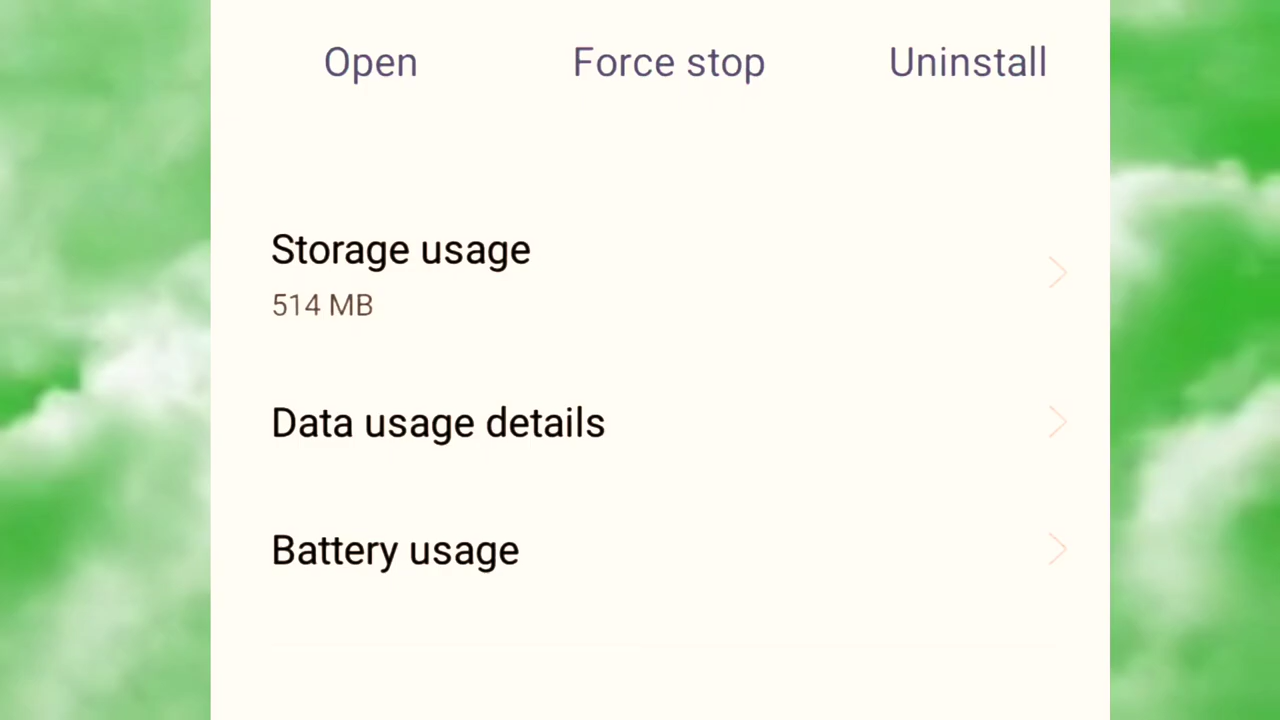 Open Force stop Uninstall
Storage usage
514 MB
Data usage details
Battery usage